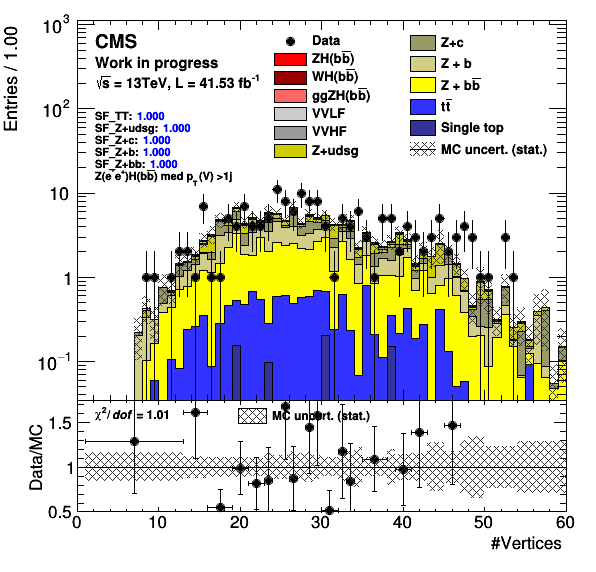 Entries / 1.00
10³
10²
10
1
10⁻¹
CMS
Work in progress
√s = 13TeV, L = 41.53 fb⁻¹
SF_TT: 1.000
SF_Z+udsg: 1.000
SF_Z+c: 1.000
SF_Z+b: 1.000
SF_Z+bb: 1.000
Z(e⁻e⁺)H(bb̅) med p_T(V) >1j
Data
ZH(bb̅)
WH(bb̅)
ggZH(bb̅)
VVLF
VVHF
Z+udsg
Z+c
Z + b
Z + bb̅
tt̅
Single top
MC uncert. (stat.)
Data/MC
1.5
1
0.5
χ²/dof = 1.01
MC uncert. (stat.)
0 10 20 30 40 50 60
#Vertices